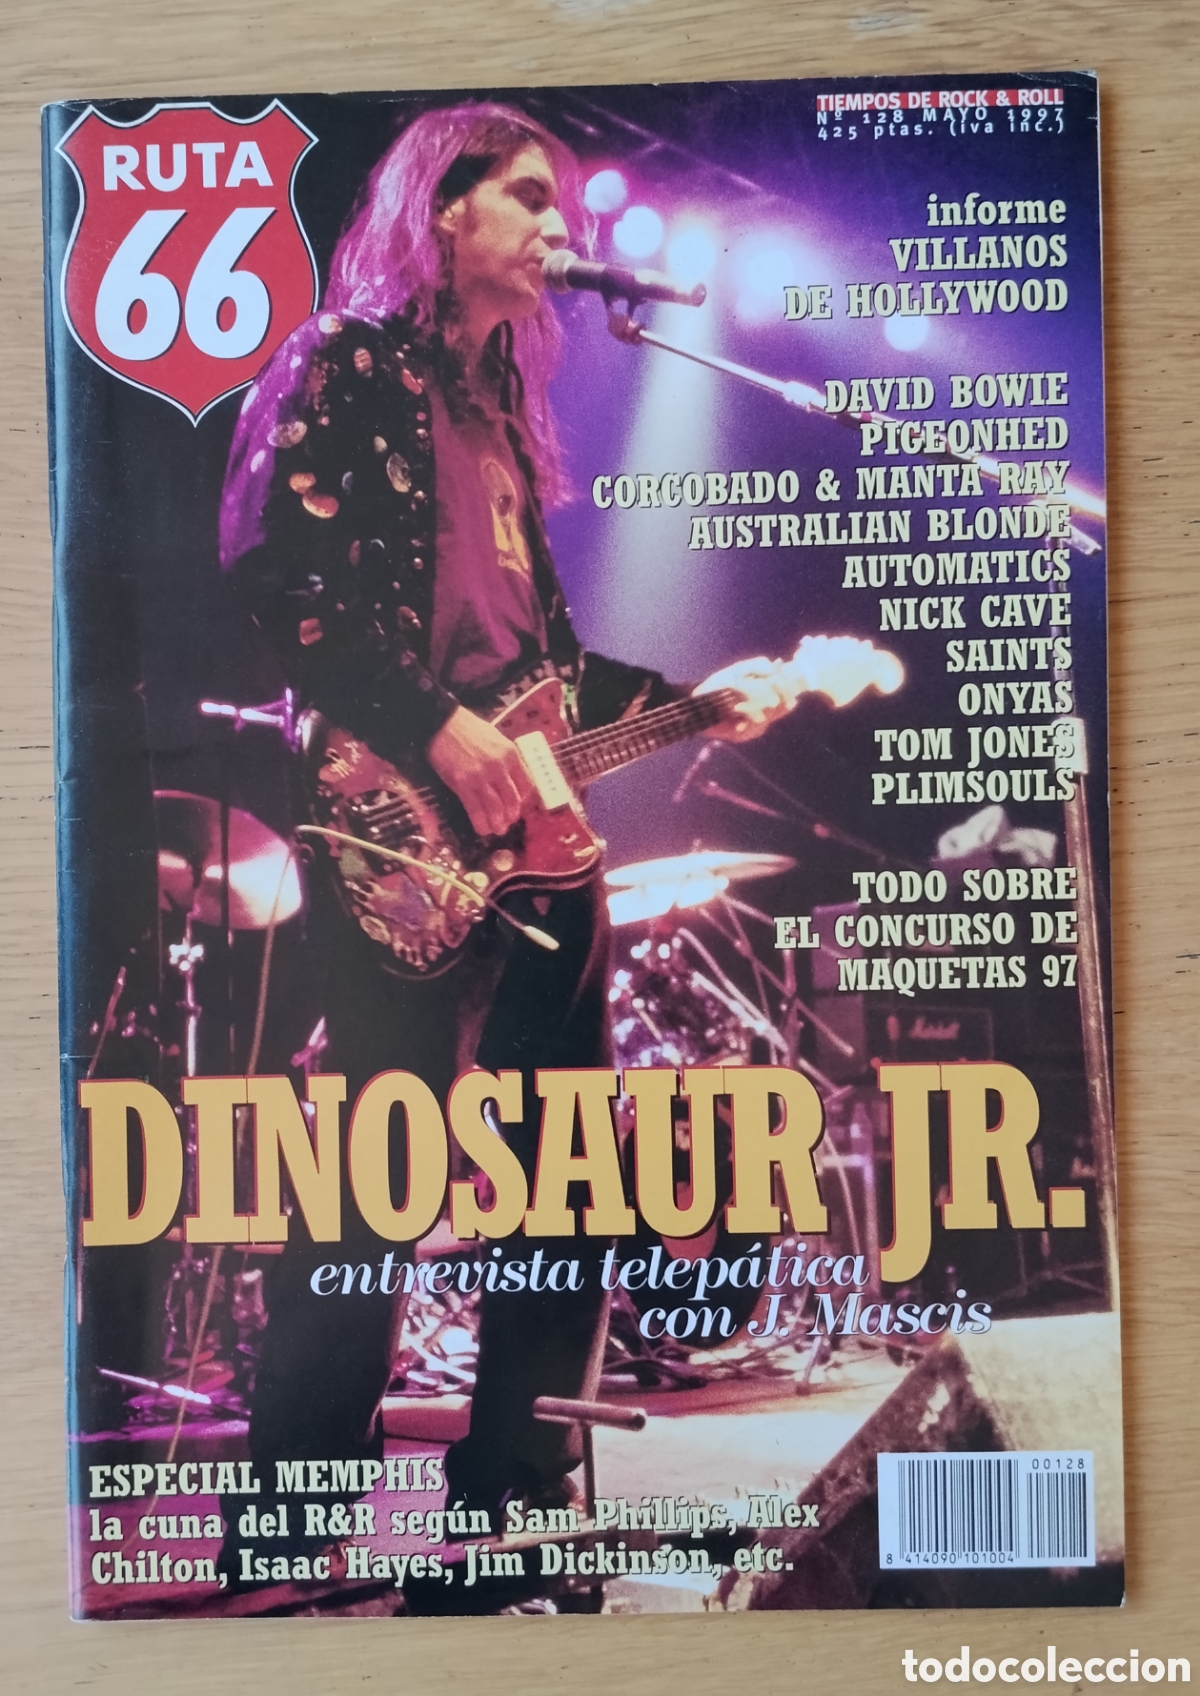 RUTA
66
TIEMPOS DE ROCK & ROLL
Nº 128 MAYO 1997
425 ptas. (iva inc.)
informe
VILLANOS
DE HOLLYWOOD
DAVID BOWIE
PIGEONHED
CORCOBADO & MANTA RAY
AUSTRALIAN BLONDE
AUTOMATICS
NICK CAVE
SAINTS
ONYAS
TOM JONES
PLIMSOULS
TODO SOBRE
EL CONCURSO DE
MAQUETAS 97
Marshall
DINOSAUR JR.
entrevista telepática
con J. Mascis
ESPECIAL MEMPHIS
la cuna del R&R según Sam Phillips, Alex
Chilton, Isaac Hayes, Jim Dickinson, etc.
00128
8 414090 101004
todocoleccion